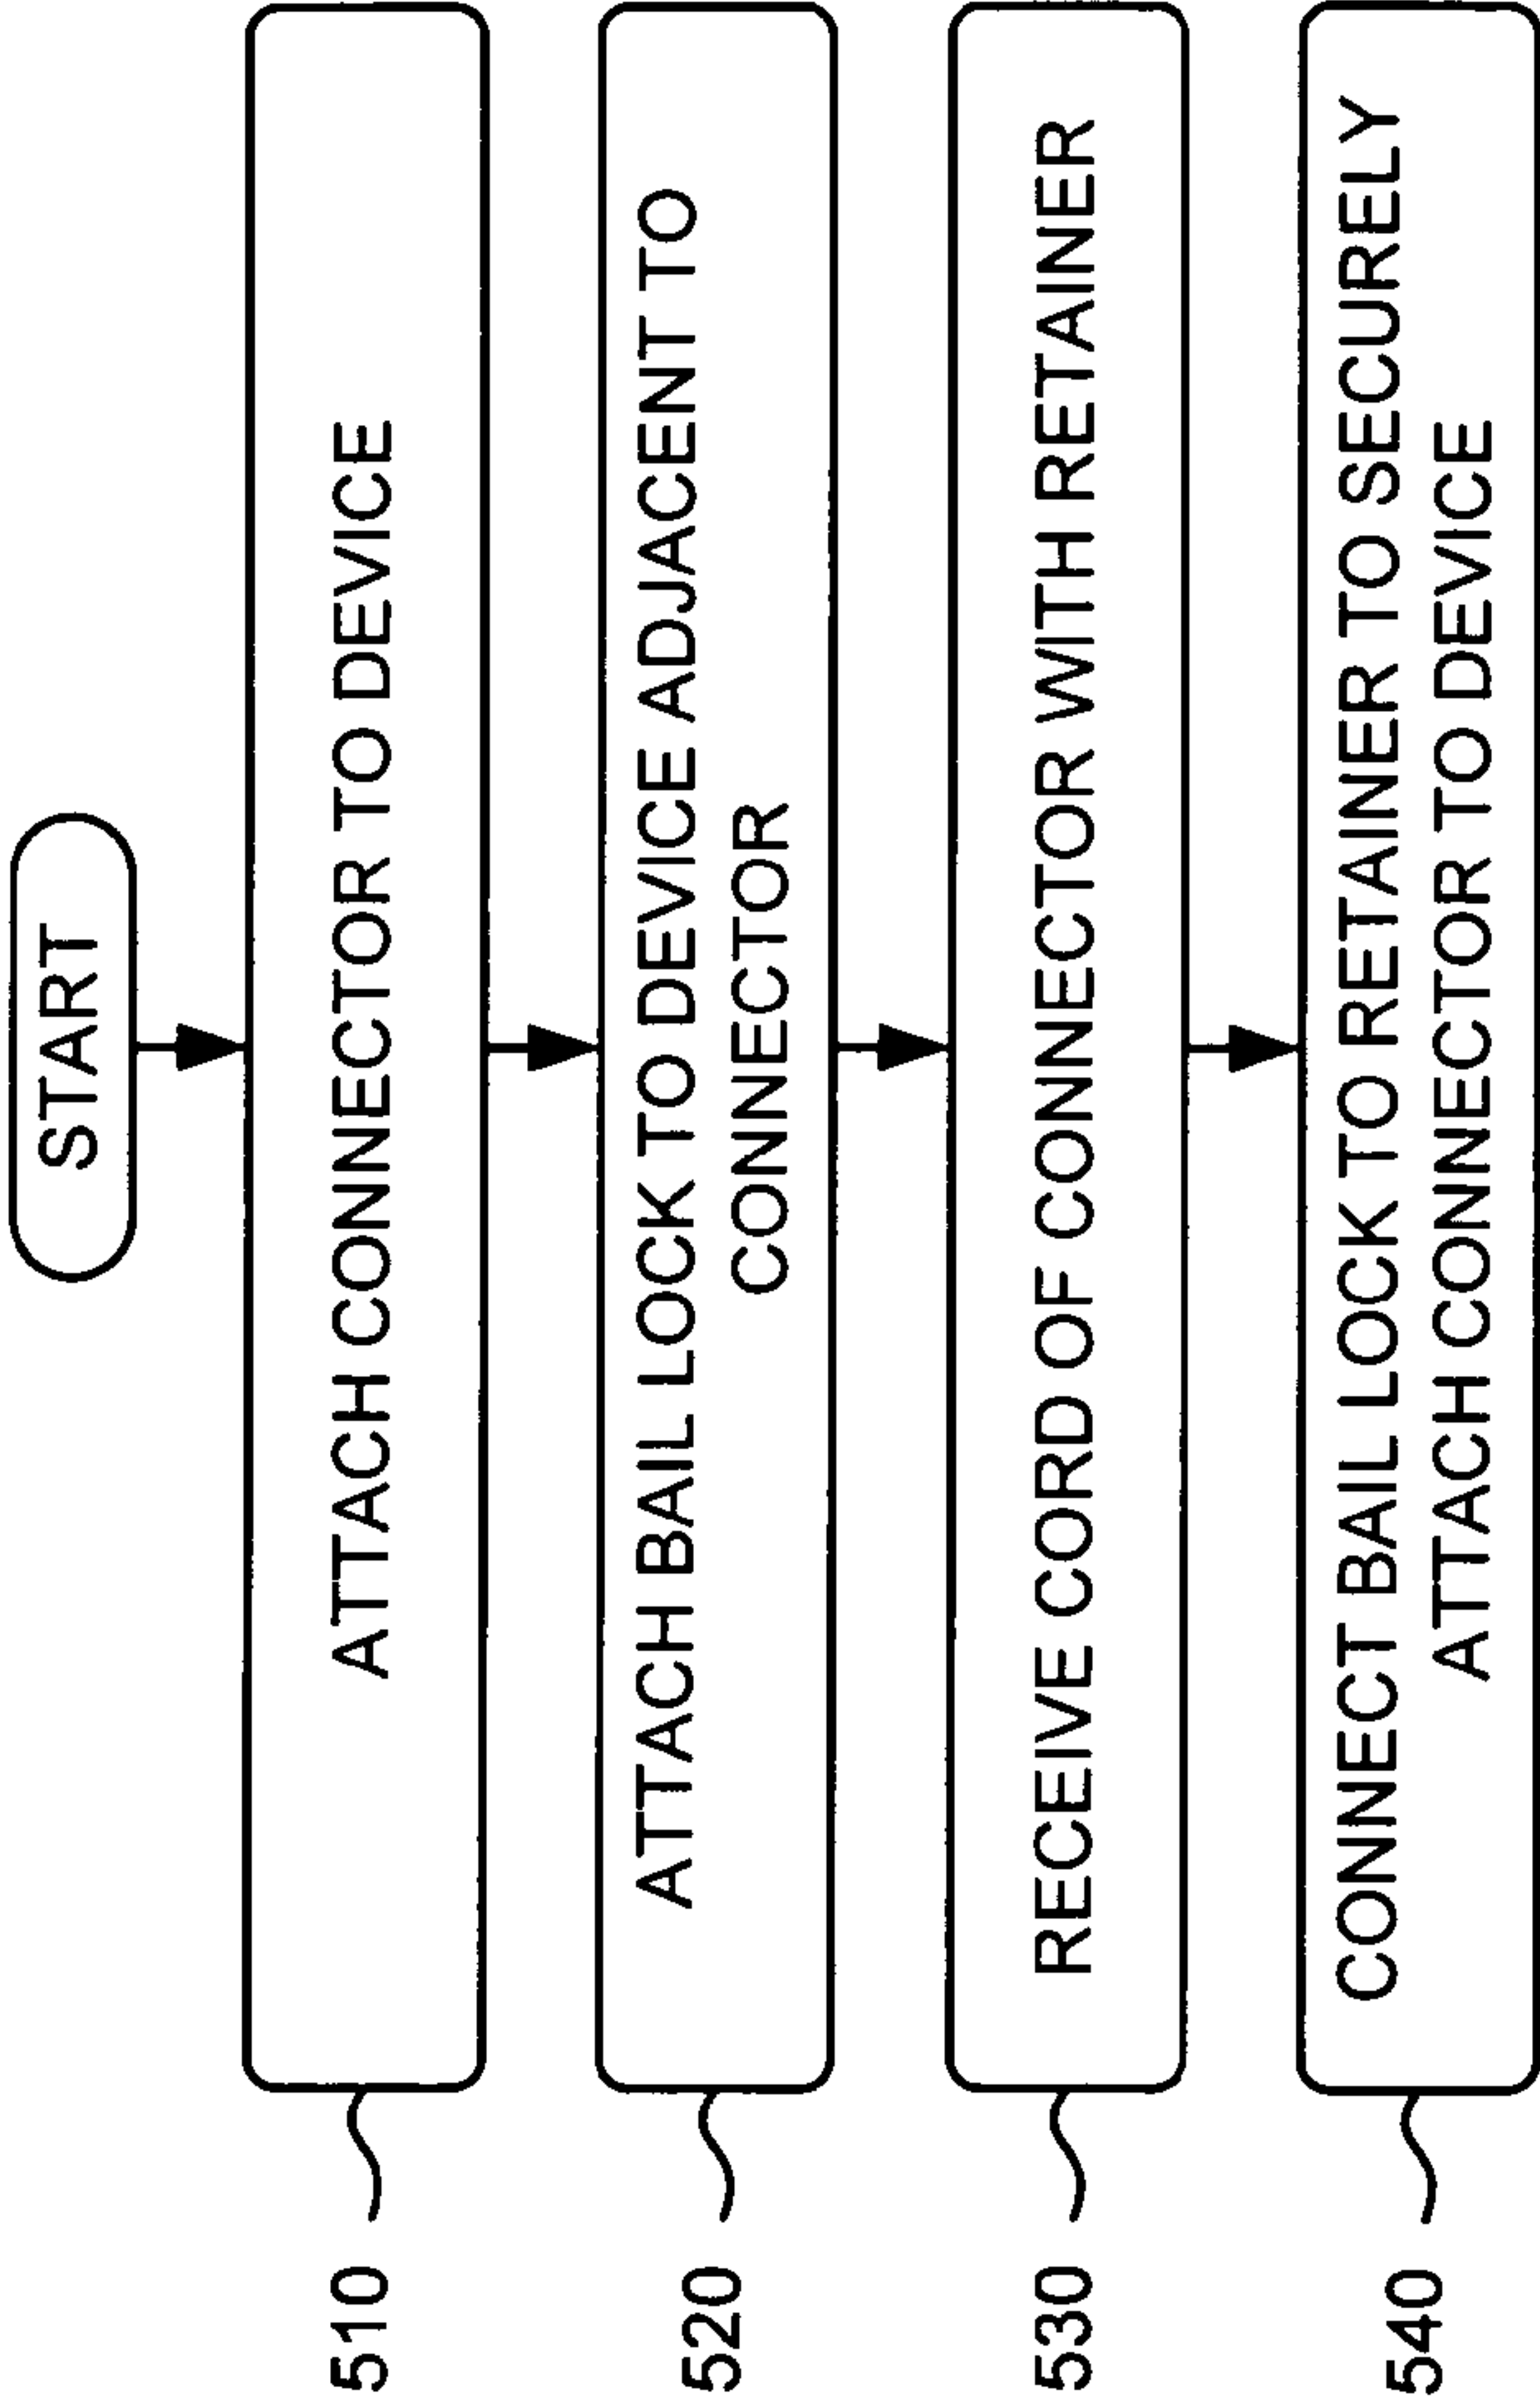 START
510
ATTACH CONNECTOR TO DEVICE
520
ATTACH BAIL LOCK TO DEVICE ADJACENT TO
CONNECTOR
530
RECEIVE CORD OF CONNECTOR WITH RETAINER
540
CONNECT BAIL LOCK TO RETAINER TO SECURELY
ATTACH CONNECTOR TO DEVICE